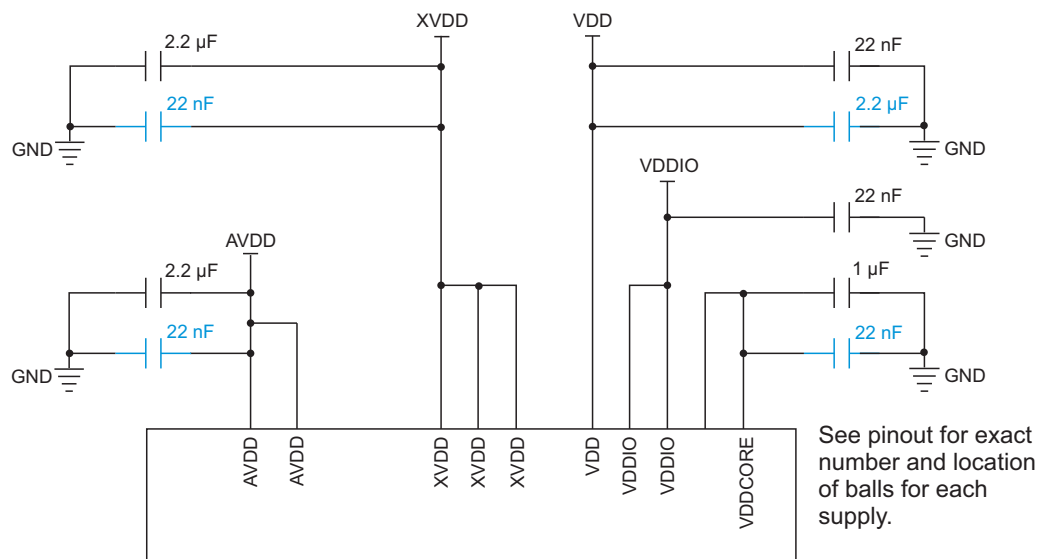 XVDD
VDD
2.2 µF
22 nF
22 nF
2.2 µF
GND
GND
VDDIO
22 nF
GND
AVDD
2.2 µF
1 µF
22 nF
22 nF
GND
GND
AVDD
AVDD
XVDD
XVDD
XVDD
VDD
VDDIO
VDDIO
VDDCORE
See pinout for exact
number and location
of balls for each
supply.